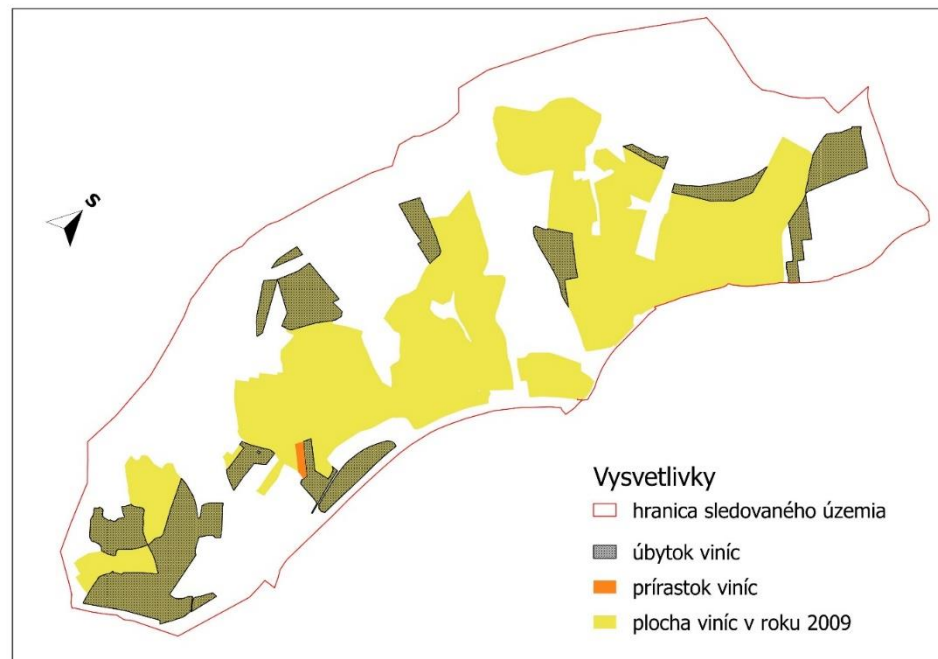 S
Vysvetlivky
hranica sledovaného územia
úbytok viníc
prírastok viníc
plocha viníc v roku 2009